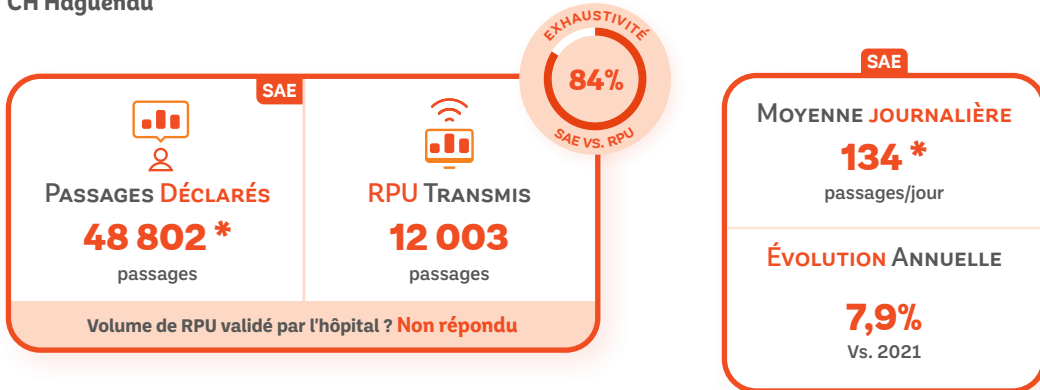 CH Haguenau
EXHAUSTIVITÉ
84%
SAE VS. RPU
SAE
PASSAGES DÉCLARÉS
48 802 *
passages
RPU TRANSMIS
12 003
passages
Volume de RPU validé par l'hôpital ? Non répondu
SAE
MOYENNE JOURNALIÈRE
134 *
passages/jour
ÉVOLUTION ANNUELLE
7,9%
Vs. 2021